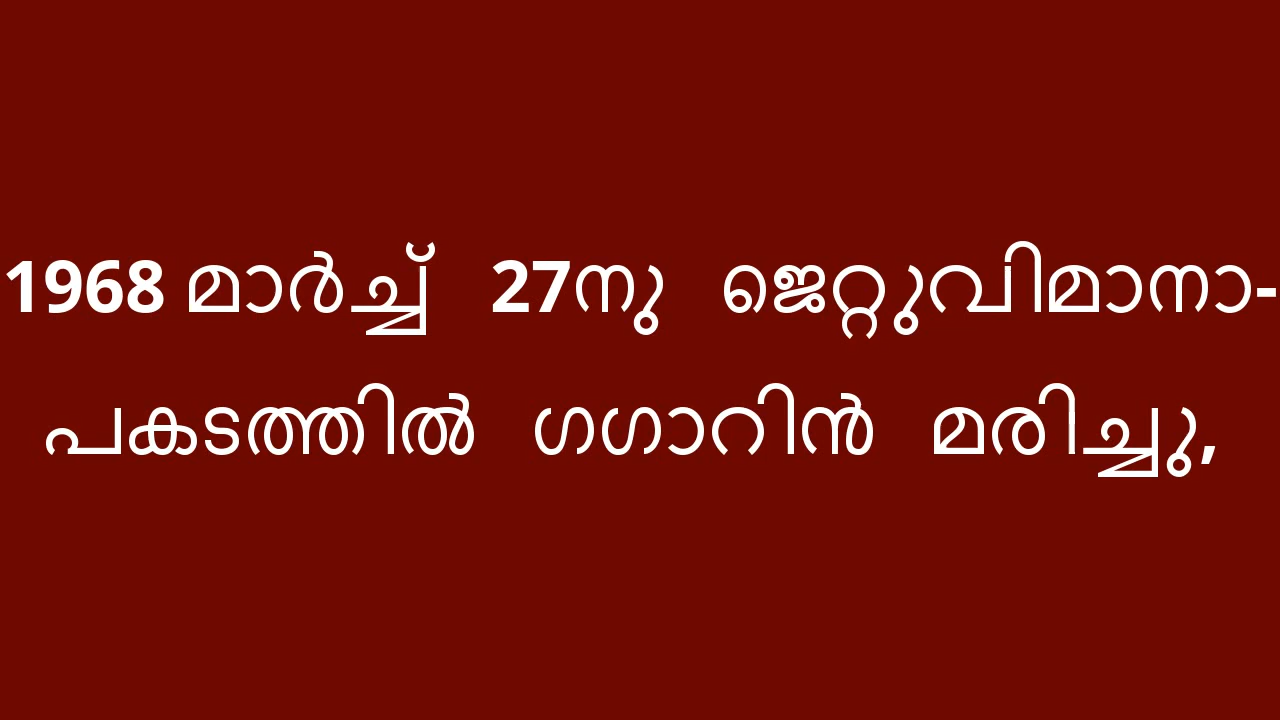 1968 മാർച്ച് 27നു ജെറ്റുവിമാനാ-
പകടത്തിൽ ഗഗാറിൻ മരിച്ചു,